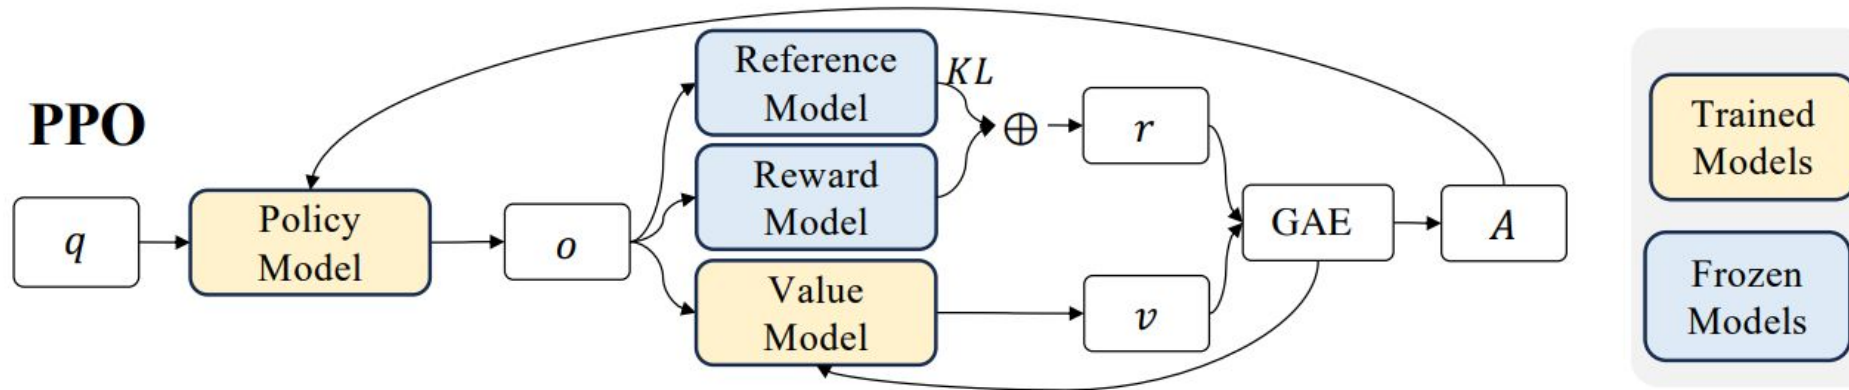 PPO
q
Policy
Model
o
Reference
Model
KL
Reward
Model
Value
Model
⊕
r
v
GAE
A
Trained
Models
Frozen
Models